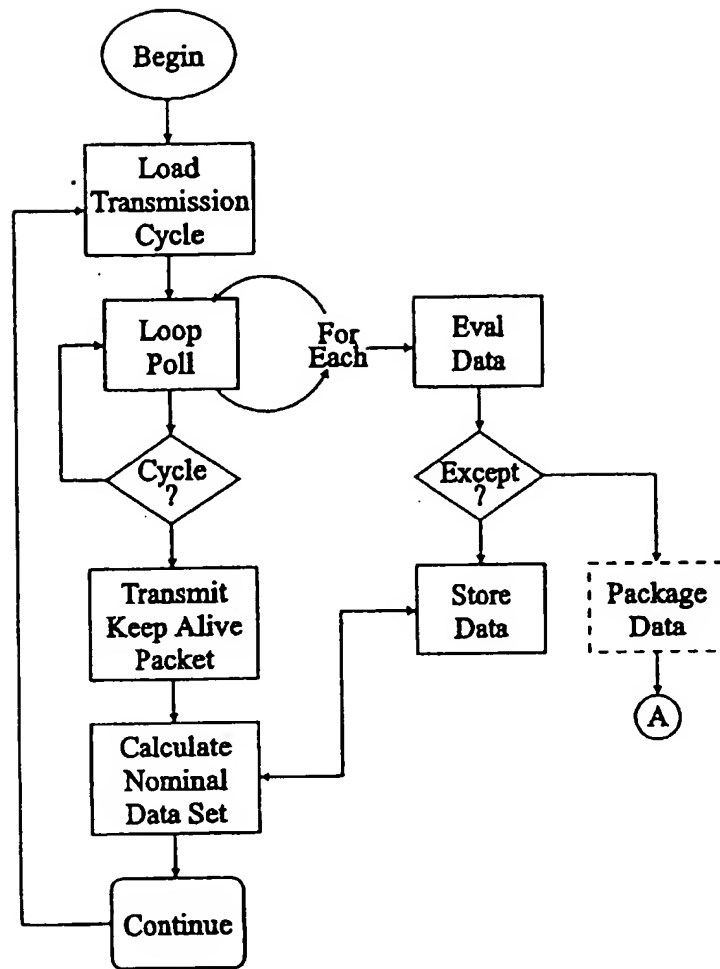 Begin
Load
Transmission
Cycle
Loop
Poll
For
Each
Eval
Data
Cycle
?
Except
?
Transmit
Keep Alive
Packet
Store
Data
Package
Data
A
Calculate
Nominal
Data Set
Continue